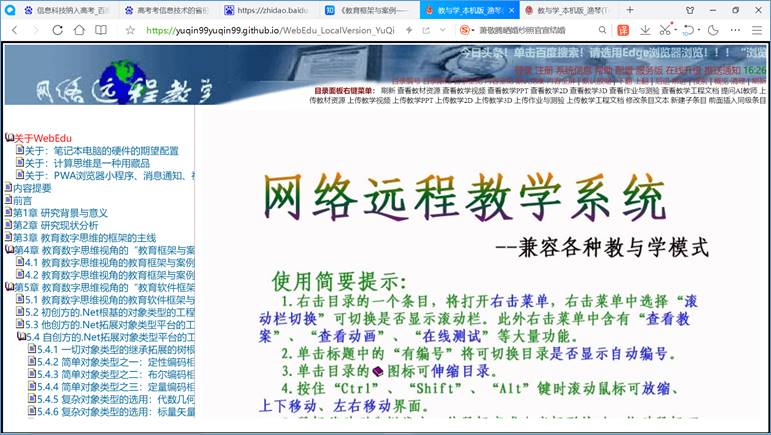 信息科技纳入高考_百
高考考信息技术的省份
https://zhidao.baidu
《教育框架与案例——
教与学_本机版_渔琴
教与学_本机版_渔琴(T
https://yuqin99yuqin99.github.io/WebEdu_LocalVersion_YuQi
萧敬腾晒婚纱照官宣结婚
今日头条！单击百度搜索！请选用Edge浏览器浏览！！！ “浏览
网络远程教学
登录 注册 系统信息 帮助 配置 服务版 在线升级 推送通知 16:26
目录面板右键菜单： 刷新 查看教材资源 查看教学视频 查看教学PPT 查看教学2D 查看教学3D 查看作业与测验 查看教学工程文档 提问AI教师 上
传教材资源 上传教学视频 上传教学PPT 上传教学2D 上传教学3D 上传作业与测验 上传教学工程文档 修改条目文本 新建子条目 前面插入同级条目
关于WebEdu
关于：笔记本电脑的硬件的期望配置
关于：计算思维是一种用藏品
关于：PWA浏览器小程序、消息通知、衤
内容提要
前言
第1章 研究背景与意义
第2章 研究现状分析
第3章 教育数字思维的框架的主线
第4章 教育数字思维视角的“教育框架与案
4.1 教育数字思维视角的教育框架与案例
4.2 教育数字思维视角的教育框架与案例
第5章 教育数字思维视角的“教育软件框架
5.1 教育数字思维视角的教育软件框架与
5.2 初创方的.Net根基的对象类型的工程
5.3 他创方的.Net拓展对象类型平台的工
5.4 自创方的.Net拓展对象类型平台的工
5.4.1 一切对象类型的继承拓展的树根
5.4.2 简单对象类型之一：定性编码相
5.4.3 简单对象类型之二：布尔编码相
5.4.4 简单对象类型之三：定量编码相
5.4.5 复杂对象类型的选用：代数几何
5.4.6 复杂对象类型的选用：标量矢量
网络远程教学系统
--兼容各种教与学模式
使用简要提示：
1.右击目录的一个条目，将打开右击菜单，右击菜单中选择“滚
动栏切换”可切换是否显示滚动栏。此外右击菜单中含有“查看教
案”、“查看动画”、“在线测试”等大量功能。
2.单击标题中的“有编号”将可切换目录是否显示自动编号。
3.单击目录的图标可伸缩目录。
4.按住“Ctrl”、“Shift”、“Alt”键时滚动鼠标可放缩、
上下移动、左右移动界面。